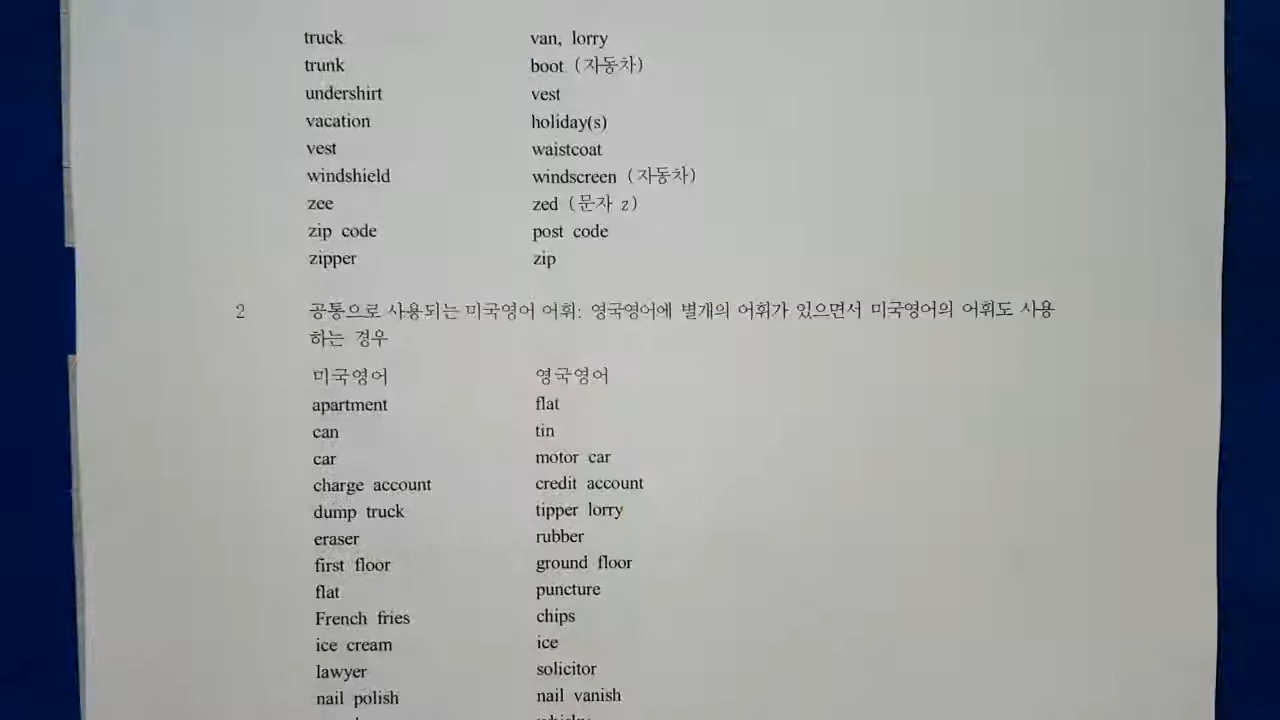 truck van, lorry
trunk boot (자동차)
undershirt vest
vacation holiday(s)
vest waistcoat
windshield windscreen (자동차)
zee zed (문자 z)
zip code post code
zipper zip
2 공통으로 사용되는 미국영어 어휘: 영국영어에 별개의 어휘가 있으면서 미국영어의 어휘도 사용
하는 경우
미국영어 영국영어
apartment flat
can tin
car motor car
charge account credit account
dump truck tipper lorry
eraser rubber
first floor ground floor
flat puncture
French fries chips
ice cream ice
lawyer solicitor
nail polish nail vanish